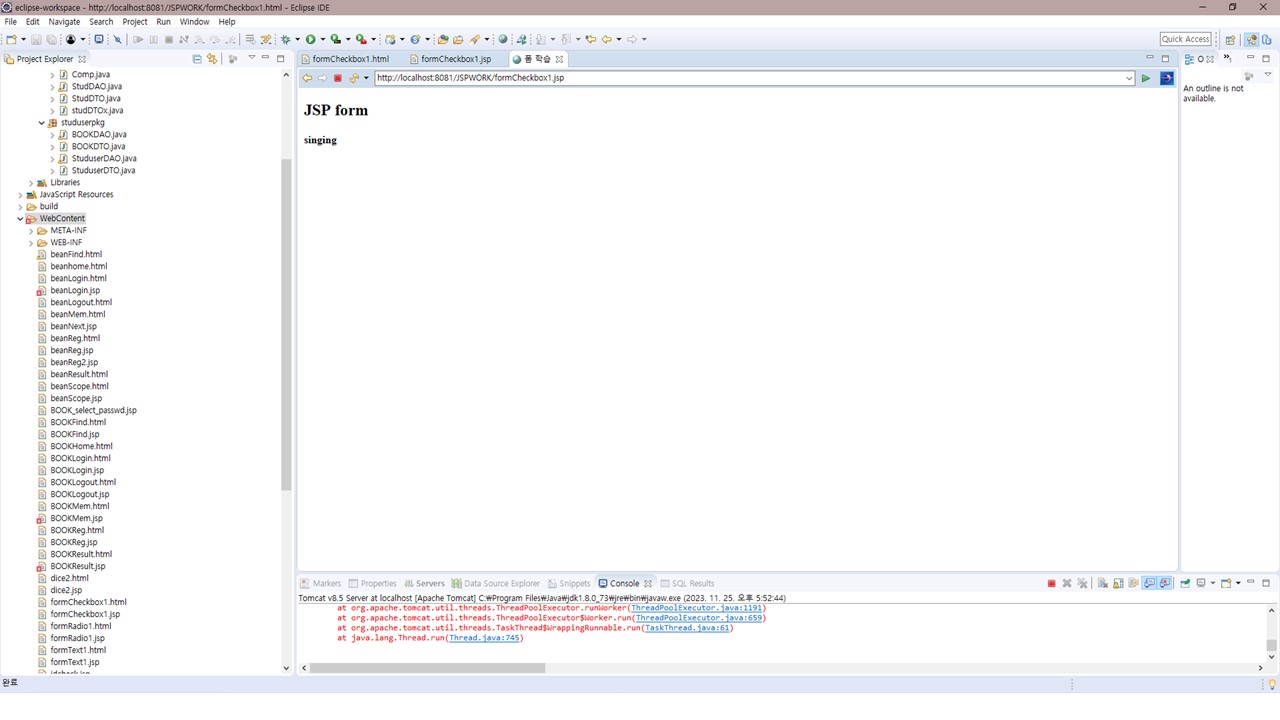 eclipse-workspace - http://localhost:8081/JSPWORK/formCheckbox1.html - Eclipse IDE
File Edit Navigate Search Project Run Window Help
Quick Access
Project Explorer
formCheckbox1.html formCheckbox1.jsp 폼 학습
http://localhost:8081/JSPWORK/formCheckbox1.jsp
An outline is not
available.
JSP form
singing
Comp.java
StudDAO.java
StudDTO.java
studDTOx.java
studuserpkg
BOOKDAO.java
BOOKDTO.java
StuduserDAO.java
StuduserDTO.java
Libraries
JavaScript Resources
build
WebContent
META-INF
WEB-INF
beanFind.html
beanhome.html
beanLogin.html
beanLogin.jsp
beanLogout.html
beanMem.html
beanNext.jsp
beanReg.html
beanReg.jsp
beanReg2.jsp
beanResult.html
beanScope.html
beanScope.jsp
BOOK_select_passwd.jsp
BOOKFind.html
BOOKFind.jsp
BOOKHome.html
BOOKLogin.html
BOOKLogin.jsp
BOOKLogout.html
BOOKLogout.jsp
BOOKMem.html
BOOKMem.jsp
BOOKReg.html
BOOKReg.jsp
BOOKResult.html
BOOKResult.jsp
dice2.html
dice2.jsp
formCheckbox1.html
formCheckbox1.jsp
formRadio1.html
formRadio1.jsp
formText1.html
formText1.jsp
idcheck.jsp
Markers Properties Servers Data Source Explorer Snippets Console SQL Results
Tomcat v8.5 Server at localhost [Apache Tomcat] C:₩Program Files₩Java₩jdk1.8.0_73₩jre₩bin₩javaw.exe (2023. 11. 25. 오후 5:52:44)
at org.apache.tomcat.util.threads.ThreadPoolExecutor.runWorker(ThreadPoolExecutor.java:1191)
at org.apache.tomcat.util.threads.ThreadPoolExecutor$Worker.run(ThreadPoolExecutor.java:659)
at org.apache.tomcat.util.threads.TaskThread$WrappingRunnable.run(TaskThread.java:61)
at java.lang.Thread.run(Thread.java:745)
완료